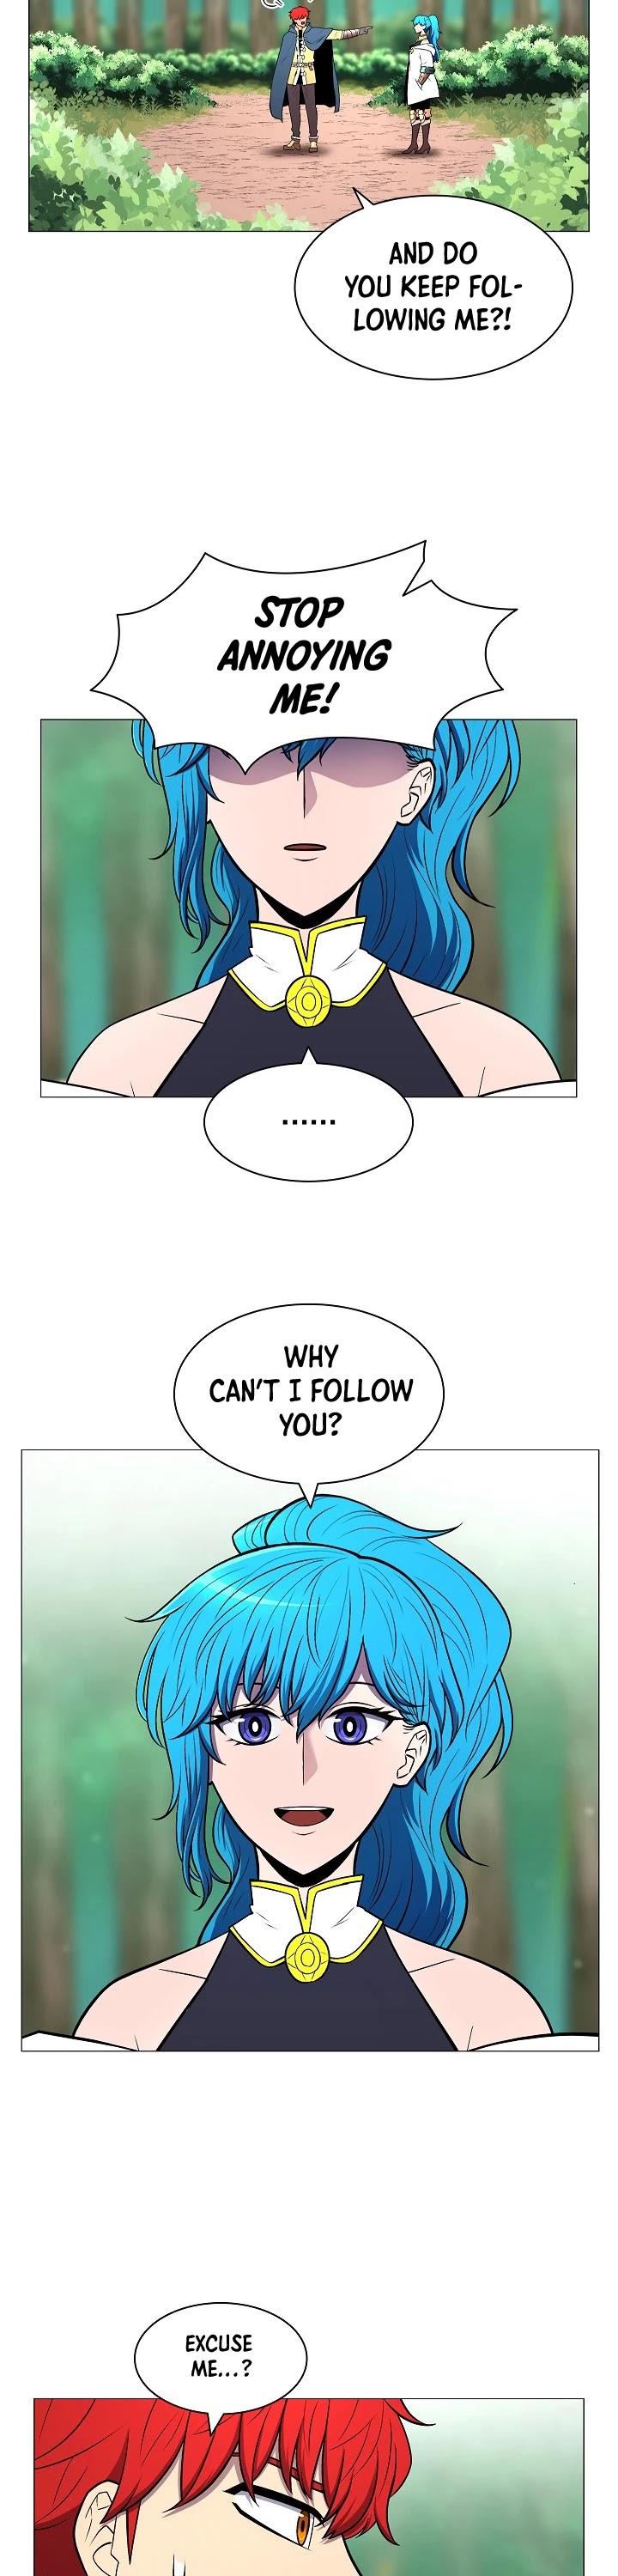 AND DO
YOU KEEP FOL-
LOWING ME?!
STOP
ANNOYING
ME!
......
WHY
CAN'T I FOLLOW
YOU?
EXCUSE
ME...?